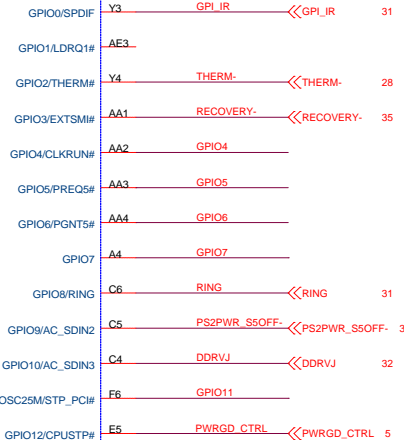 GPIO0/SPDIF Y3 GPI_IR GPI_IR 31
GPIO1/LDRQ1# AE3
GPIO2/THERM# Y4 THERM- THERM- 28
GPIO3/EXTSMI# AA1 RECOVERY- RECOVERY- 35
GPIO4/CLKRUN# AA2 GPIO4
GPIO5/PREQ5# AA3 GPIO5
GPIO6/PGNT5# AA4 GPIO6
GPIO7 A4 GPIO7
GPIO8/RING C6 RING RING 31
GPIO9/AC_SDIN2 C5 PS2PWR_S5OFF- PS2PWR_S5OFF- 3
GPIO10/AC_SDIN3 C4 DDRVJ DDRVJ 32
OSC25M/STP_PCI# F6 GPIO11
GPIO12/CPUSTP# E5 PWRGD_CTRL PWRGD_CTRL 5